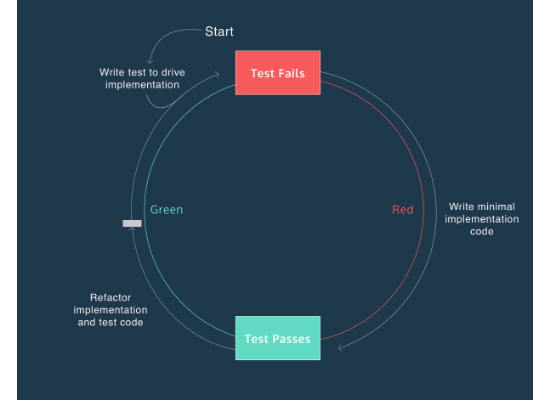 Start
Write test to drive
implementation
Test Fails
Green
Red
Write minimal
implementation
code
Refactor
implementation
and test code
Test Passes